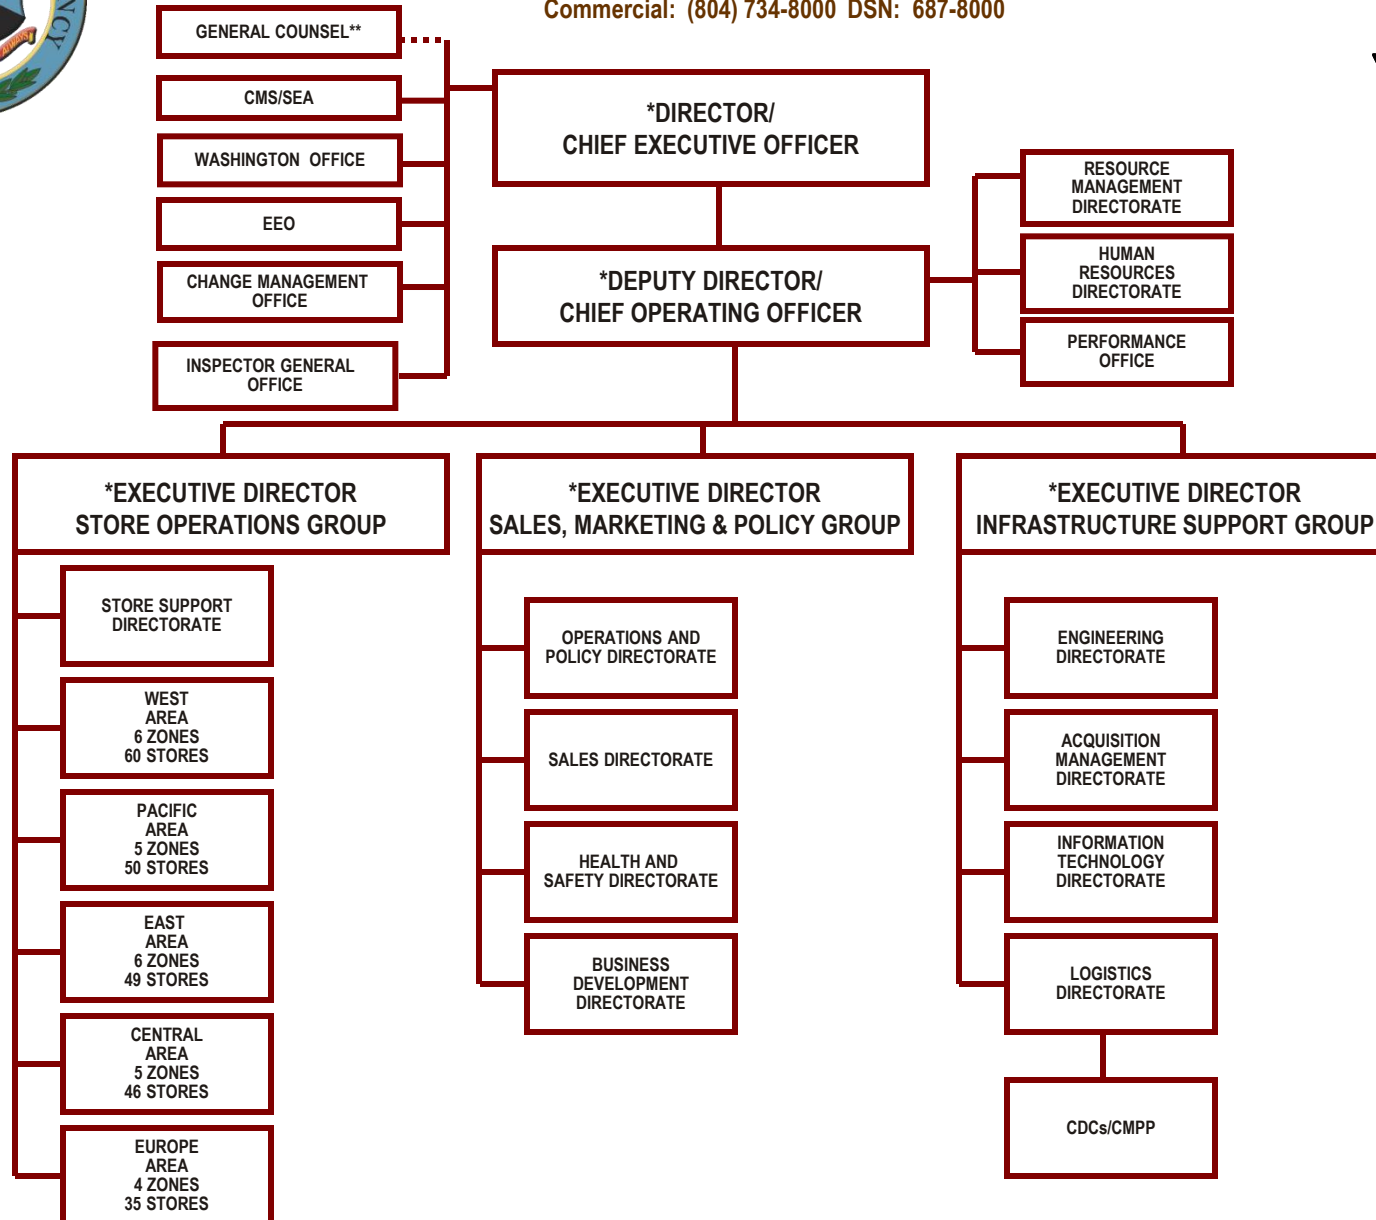 Commercial: (804) 734-8000 DSN: 687-8000
NCY
ALWAYS
GENERAL COUNSEL**
CMS/SEA
WASHINGTON OFFICE
EEO
CHANGE MANAGEMENT
OFFICE
INSPECTOR GENERAL
OFFICE
*DIRECTOR/
CHIEF EXECUTIVE OFFICER
*DEPUTY DIRECTOR/
CHIEF OPERATING OFFICER
RESOURCE
MANAGEMENT
DIRECTORATE
HUMAN
RESOURCES
DIRECTORATE
PERFORMANCE
OFFICE
*EXECUTIVE DIRECTOR
STORE OPERATIONS GROUP
STORE SUPPORT
DIRECTORATE
WEST
AREA
6 ZONES
60 STORES
PACIFIC
AREA
5 ZONES
50 STORES
EAST
AREA
6 ZONES
49 STORES
CENTRAL
AREA
5 ZONES
46 STORES
EUROPE
AREA
4 ZONES
35 STORES
*EXECUTIVE DIRECTOR
SALES, MARKETING & POLICY GROUP
OPERATIONS AND
POLICY DIRECTORATE
SALES DIRECTORATE
HEALTH AND
SAFETY DIRECTORATE
BUSINESS
DEVELOPMENT
DIRECTORATE
*EXECUTIVE DIRECTOR
INFRASTRUCTURE SUPPORT GROUP
ENGINEERING
DIRECTORATE
ACQUISITION
MANAGEMENT
DIRECTORATE
INFORMATION
TECHNOLOGY
DIRECTORATE
LOGISTICS
DIRECTORATE
CDCs/CMPP